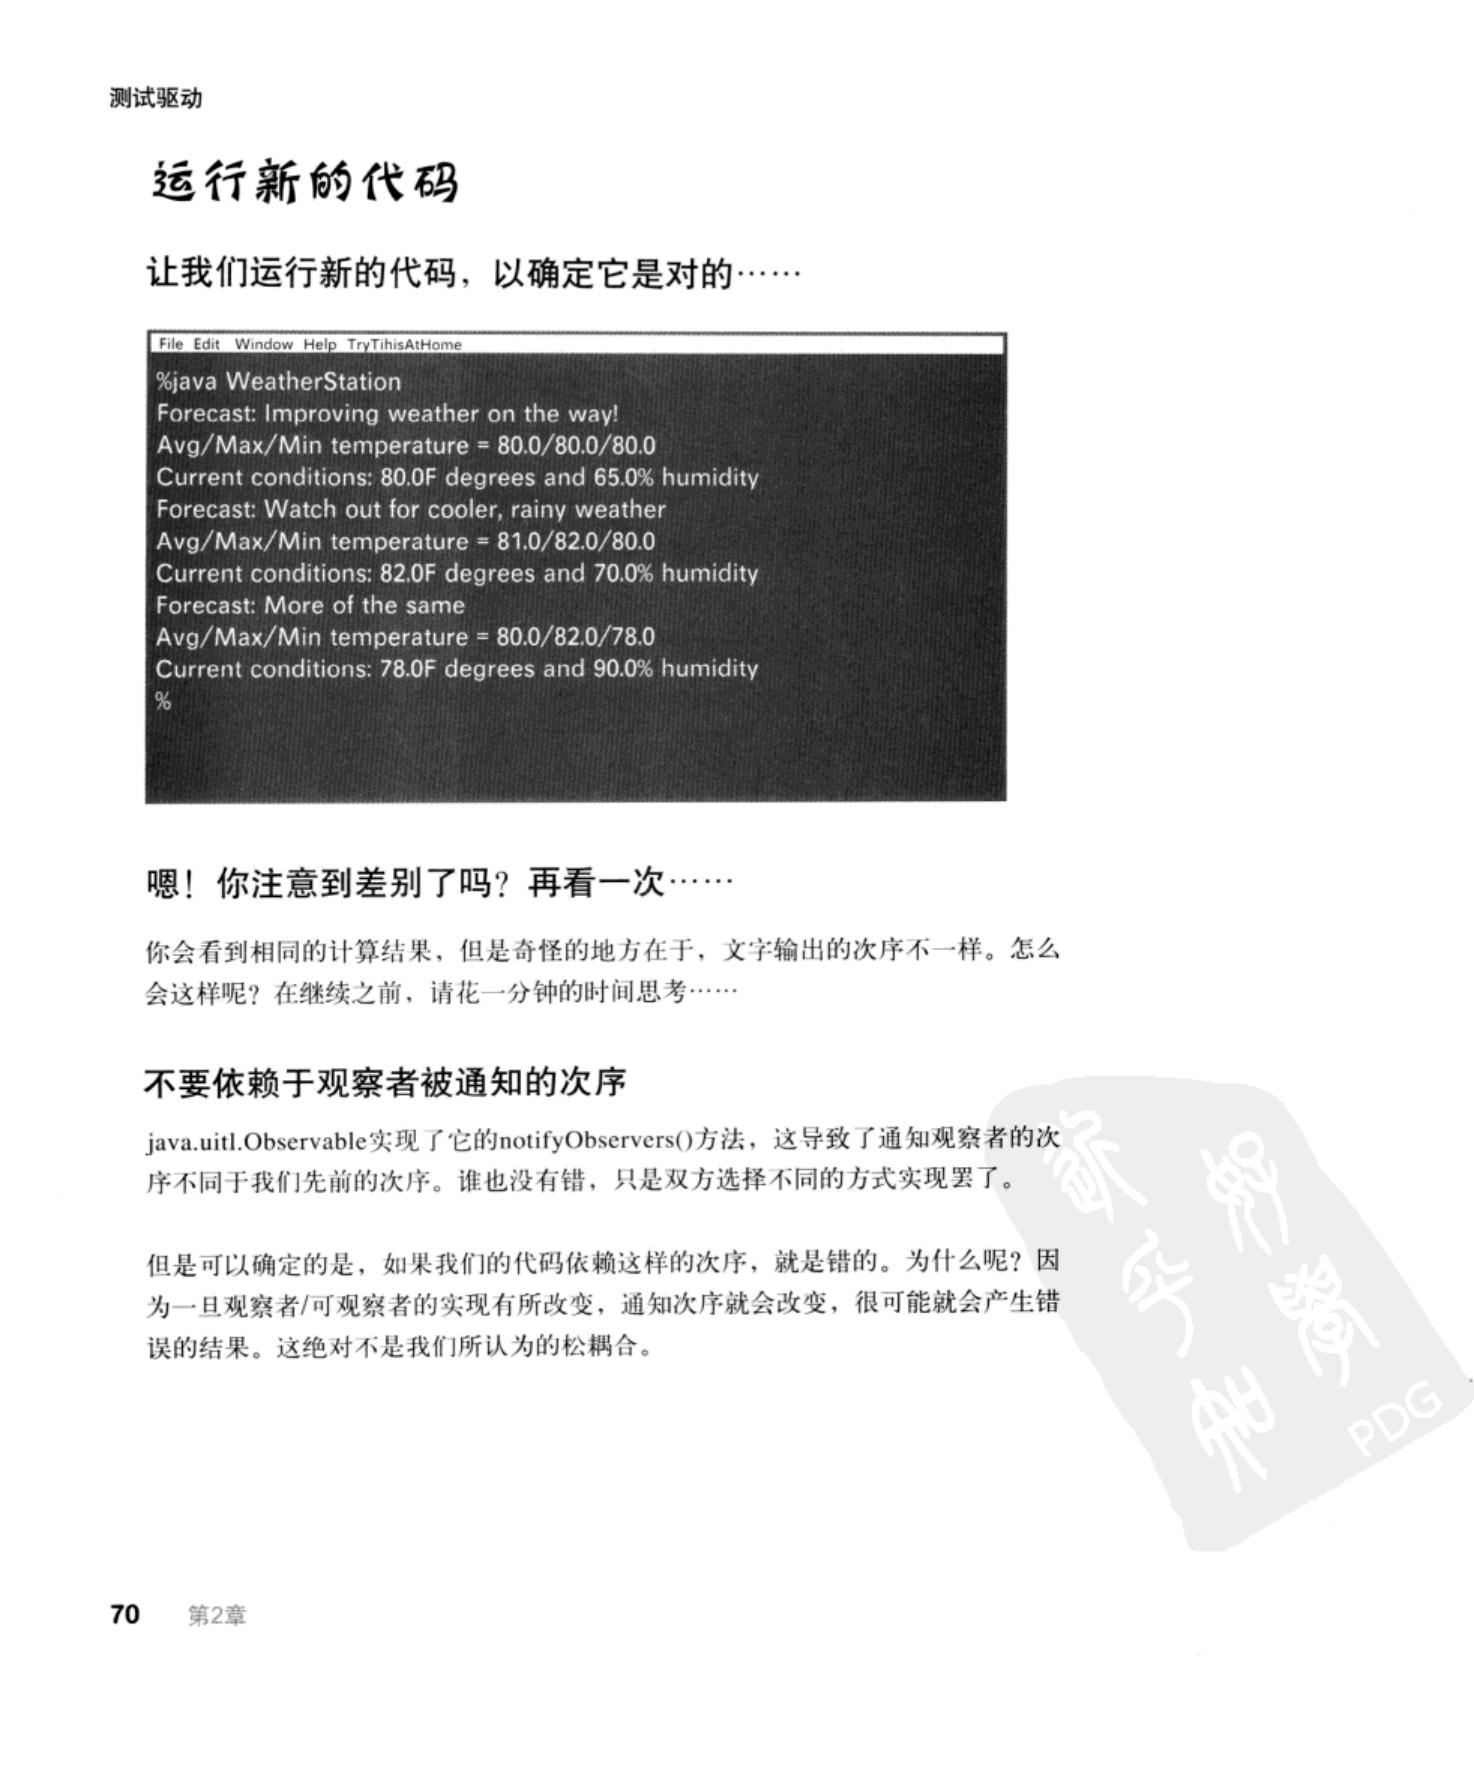 测试驱动
运行新的代码
让我们运行新的代码，以确定它是对的……
File Edit Window Help TryTihisAtHome
%java WeatherStation
Forecast: Improving weather on the way!
Avg/Max/Min temperature = 80.0/80.0/80.0
Current conditions: 80.0F degrees and 65.0% humidity
Forecast: Watch out for cooler, rainy weather
Avg/Max/Min temperature = 81.0/82.0/80.0
Current conditions: 82.0F degrees and 70.0% humidity
Forecast: More of the same
Avg/Max/Min temperature = 80.0/82.0/78.0
Current conditions: 78.0F degrees and 90.0% humidity
%
嗯！你注意到差别了吗？再看一次……
你会看到相同的计算结果，但是奇怪的地方在于，文字输出的次序不一样。怎么
会这样呢？在继续之前，请花一分钟的时间思考……
不要依赖于观察者被通知的次序
java.uitl.Observable实现了它的notifyObservers()方法，这导致了通知观察者的次
序不同于我们先前的次序。谁也没有错，只是双方选择不同的方式实现罢了。
但是可以确定的是，如果我们的代码依赖这样的次序，就是错的。为什么呢？因
为一旦观察者/可观察者的实现有所改变，通知次序就会改变，很可能就会产生错
误的结果。这绝对不是我们所认为的松耦合。
PDG
70 第2章